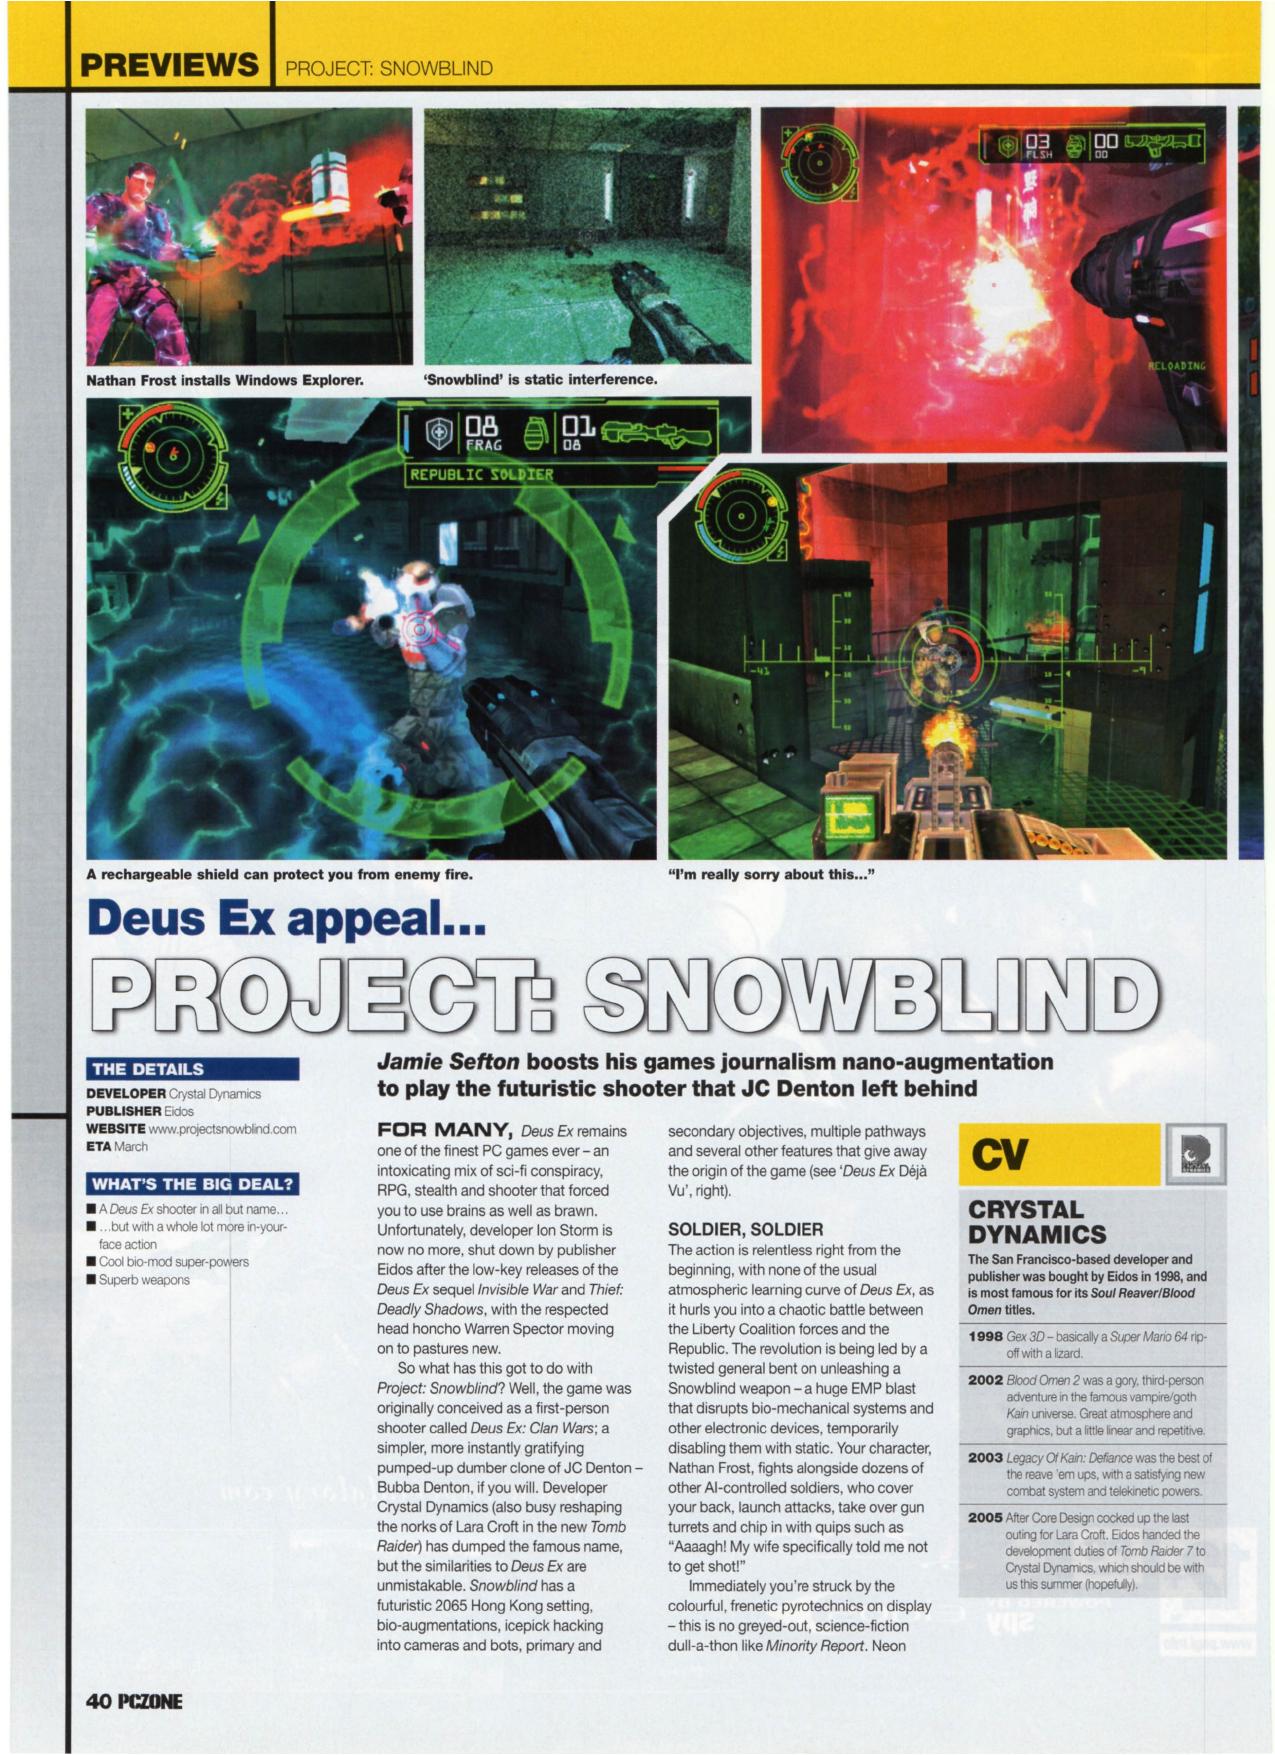 PREVIEWS
PROJECT: SNOWBLIND
03
FLSH
00
00
RELOADING
Nathan Frost installs Windows Explorer.
'Snowblind' is static interference.
08
FRAG
01
08
REPUBLIC SOLDIER
A rechargeable shield can protect you from enemy fire.
"I'm really sorry about this..."
Deus Ex appeal...
PROJECT: SNOWBLIND
THE DETAILS
DEVELOPER Crystal Dynamics
PUBLISHER Eidos
WEBSITE www.projectsnowblind.com
ETA March
WHAT'S THE BIG DEAL?
■ A Deus Ex shooter in all but name...
■ ...but with a whole lot more in-your-
face action
■ Cool bio-mod super-powers
■ Superb weapons
Jamie Sefton boosts his games journalism nano-augmentation
to play the futuristic shooter that JC Denton left behind
FOR MANY, Deus Ex remains
one of the finest PC games ever – an
intoxicating mix of sci-fi conspiracy,
RPG, stealth and shooter that forced
you to use brains as well as brawn.
Unfortunately, developer Ion Storm is
now no more, shut down by publisher
Eidos after the low-key releases of the
Deus Ex sequel Invisible War and Thief:
Deadly Shadows, with the respected
head honcho Warren Spector moving
on to pastures new.
So what has this got to do with
Project: Snowblind? Well, the game was
originally conceived as a first-person
shooter called Deus Ex: Clan Wars; a
simpler, more instantly gratifying
pumped-up dumber clone of JC Denton –
Bubba Denton, if you will. Developer
Crystal Dynamics (also busy reshaping
the norks of Lara Croft in the new Tomb
Raider) has dumped the famous name,
but the similarities to Deus Ex are
unmistakable. Snowblind has a
futuristic 2065 Hong Kong setting,
bio-augmentations, icepick hacking
into cameras and bots, primary and
secondary objectives, multiple pathways
and several other features that give away
the origin of the game (see 'Deus Ex Déjà
Vu', right).
SOLDIER, SOLDIER
The action is relentless right from the
beginning, with none of the usual
atmospheric learning curve of Deus Ex, as
it hurls you into a chaotic battle between
the Liberty Coalition forces and the
Republic. The revolution is being led by a
twisted general bent on unleashing a
Snowblind weapon – a huge EMP blast
that disrupts bio-mechanical systems and
other electronic devices, temporarily
disabling them with static. Your character,
Nathan Frost, fights alongside dozens of
other AI-controlled soldiers, who cover
your back, launch attacks, take over gun
turrets and chip in with quips such as
"Aaaagh! My wife specifically told me not
to get shot!"
Immediately you're struck by the
colourful, frenetic pyrotechnics on display
– this is no greyed-out, science-fiction
dull-a-thon like Minority Report. Neon
CV
CRYSTAL
DYNAMICS
The San Francisco-based developer and
publisher was bought by Eidos in 1998, and
is most famous for its Soul Reaver/Blood
Omen titles.
1998 Gex 3D – basically a Super Mario 64 rip-
off with a lizard.
2002 Blood Omen 2 was a gory, third-person
adventure in the famous vampire/goth
Kain universe. Great atmosphere and
graphics, but a little linear and repetitive.
2003 Legacy Of Kain: Defiance was the best of
the reave 'em ups, with a satisfying new
combat system and telekinetic powers.
2005 After Core Design cocked up the last
outing for Lara Croft, Eidos handed the
development duties of Tomb Raider 7 to
Crystal Dynamics, which should be with
us this summer (hopefully).
40 PCZONE